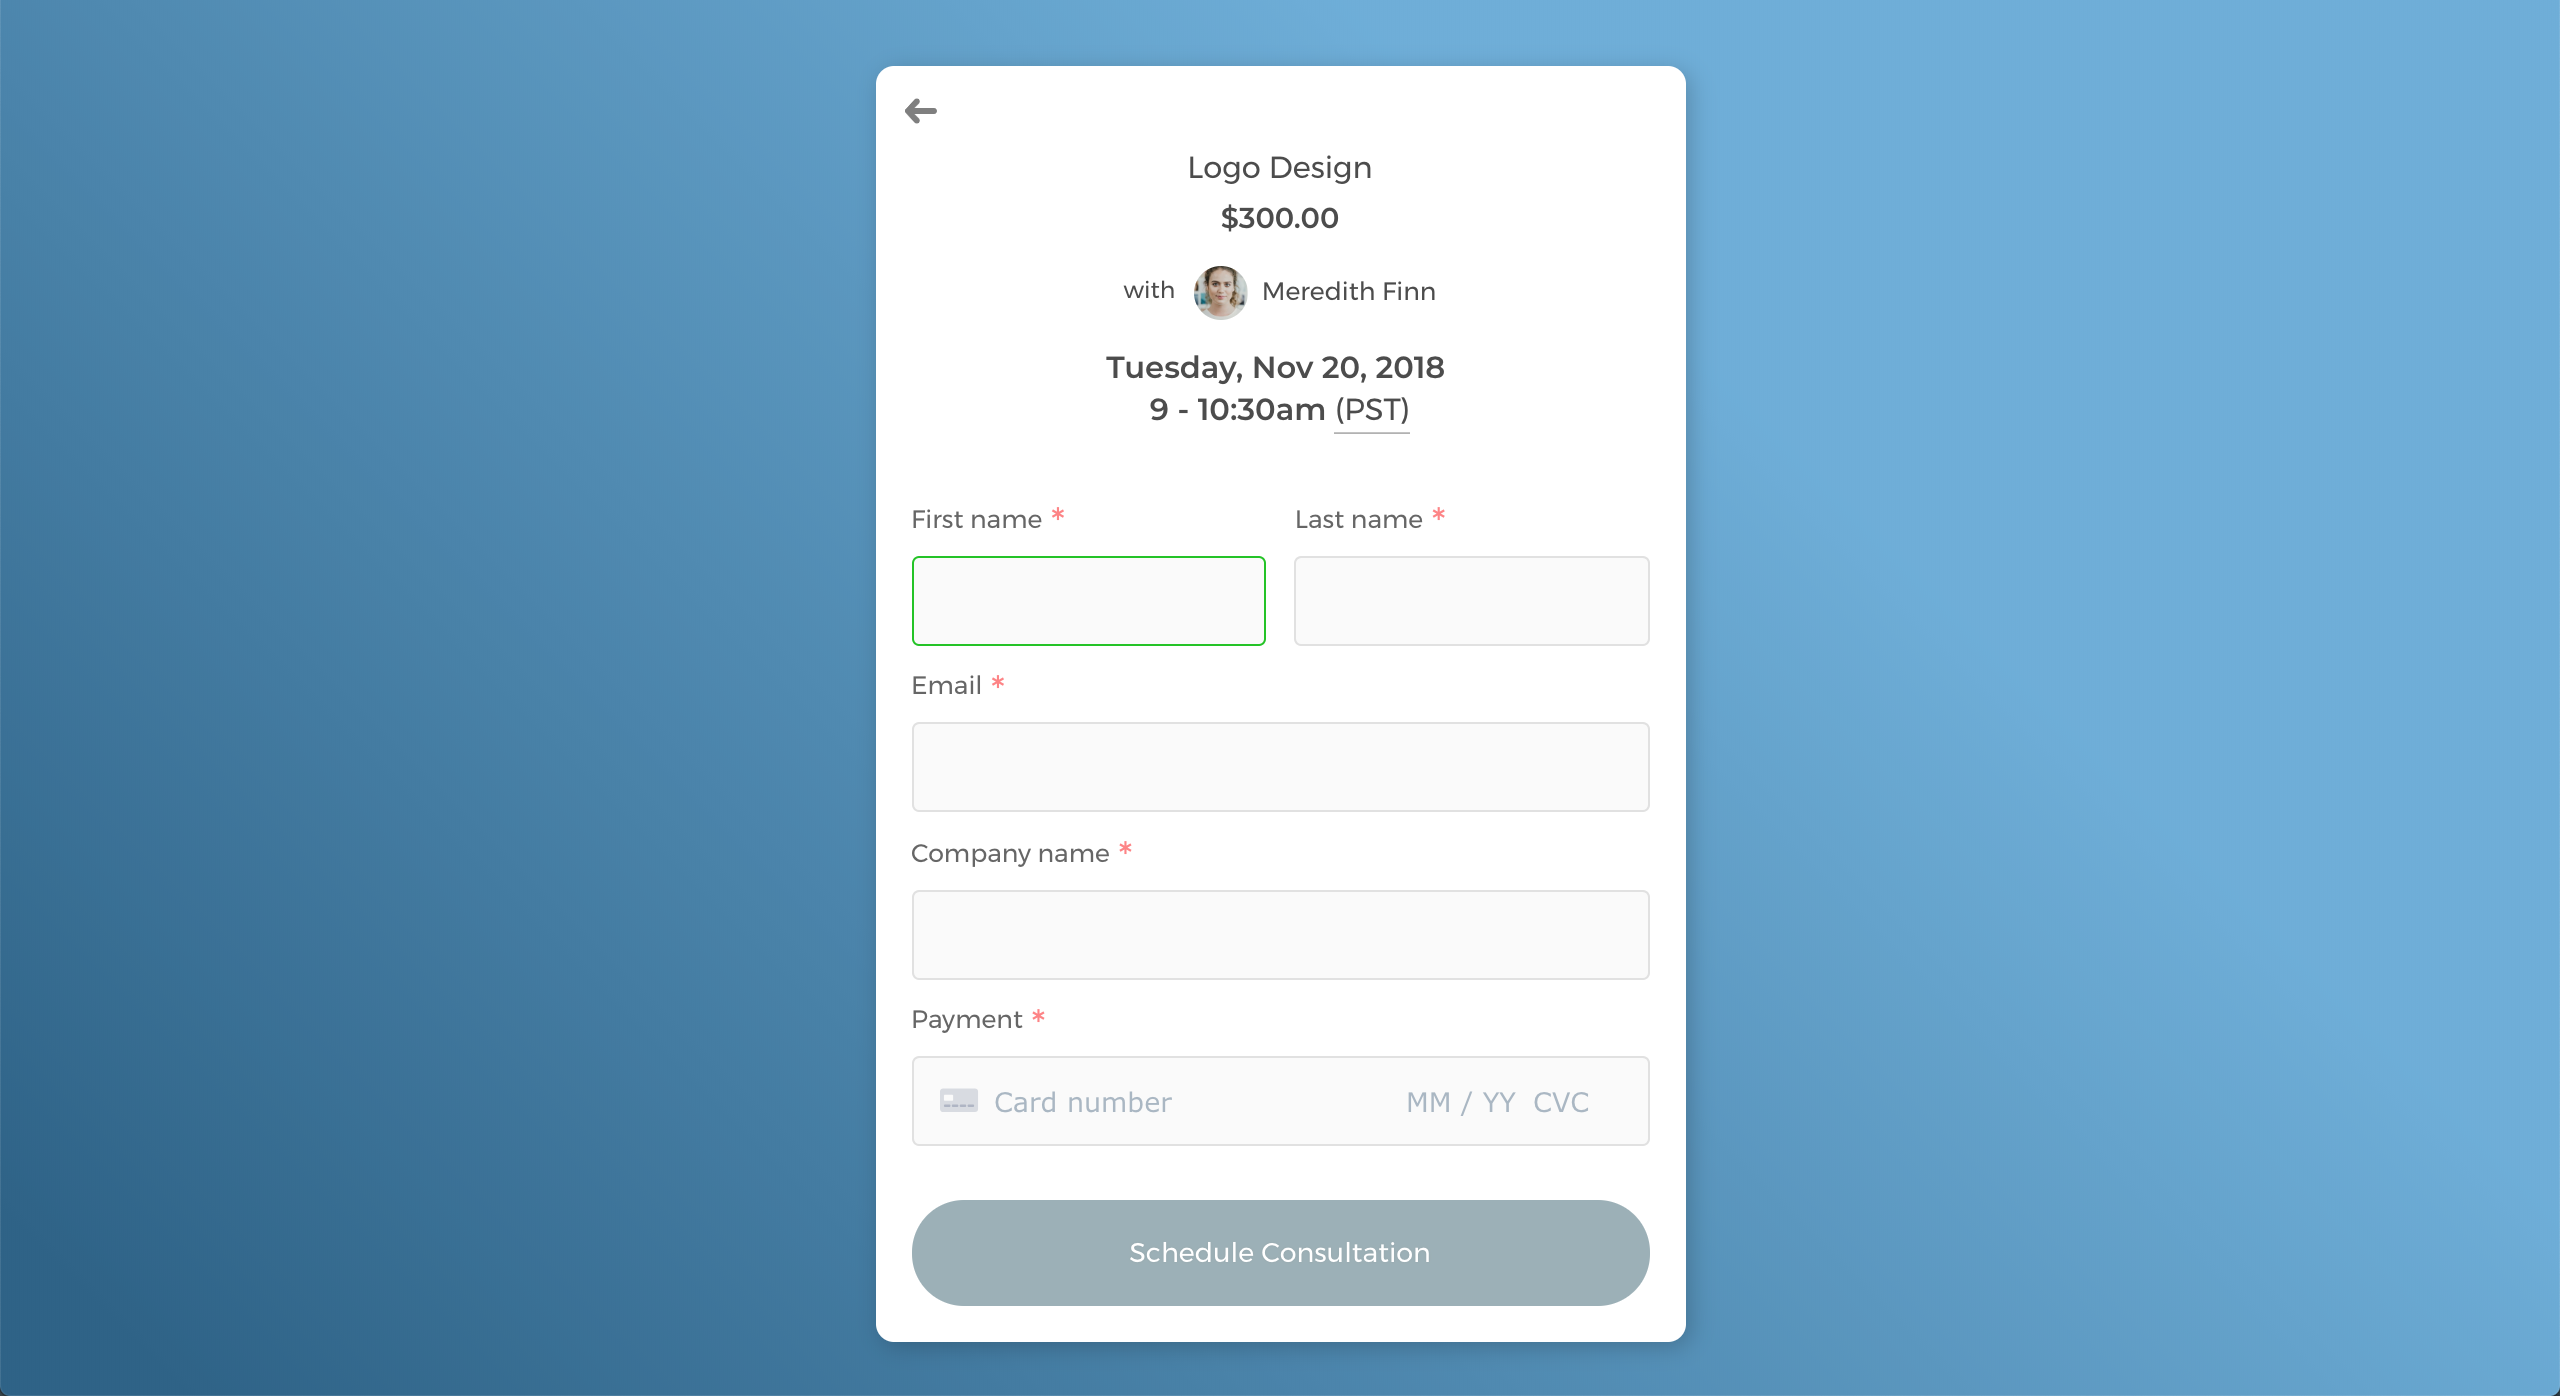 Logo Design
$300.00
with Meredith Finn
Tuesday, Nov 20, 2018
9 - 10:30am (PST)
First name * Last name *
Email *
Company name *
Payment *
Card number MM / YY CVC
Schedule Consultation